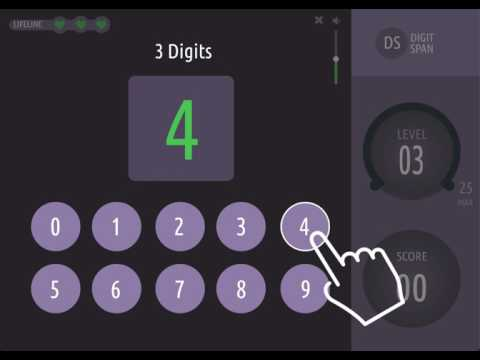 LIFELINE
3 Digits
4
0 1 2 3 4
5 6 7 8 9
DS DIGIT
SPAN
LEVEL
03
25
MAX
SCORE
00